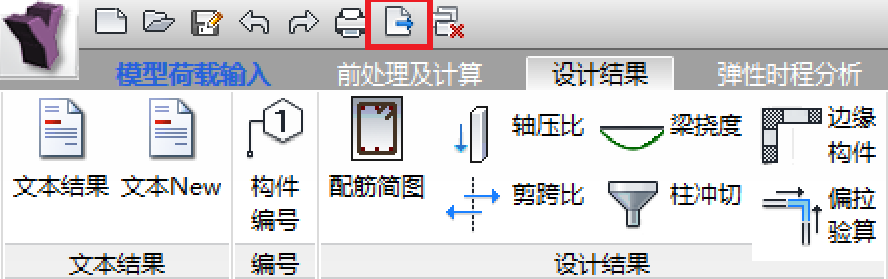 模型荷载输入 前处理及计算 设计结果 弹性时程分析
文本结果 文本New 构件编号 配筋简图 轴压比 梁挠度 边缘构件
剪跨比 柱冲切 偏拉验算
文本结果 编号 设计结果
1